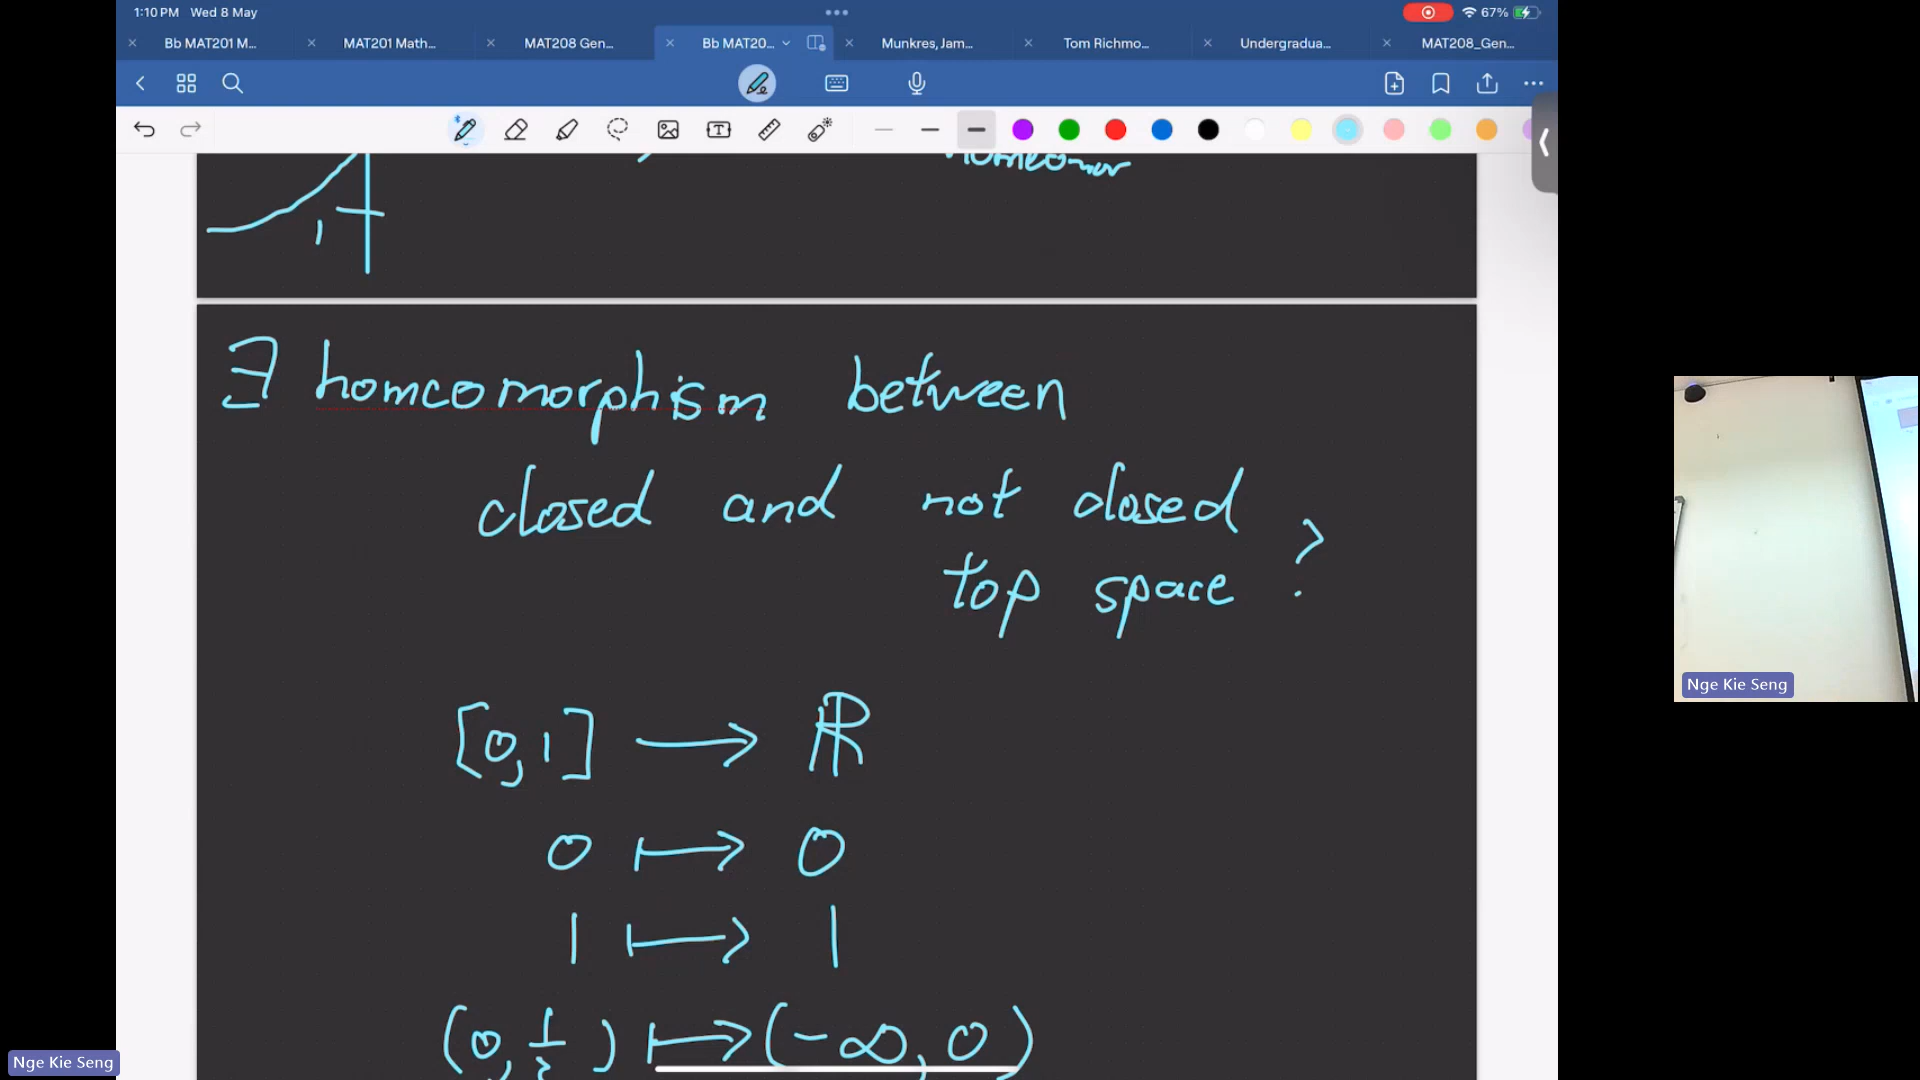 1:10 PM Wed 8 May
67%
Bb MAT201 M...
MAT201 Math...
MAT208 Gen...
Bb MAT20...
Munkres, Jam...
Tom Richmo...
Undergradua...
MAT208_Gen...
homeomor
1
∃ homeomorphism between
closed and not closed
top space ?
[0,1] ⟶ ℝ
0 ⟼ 0
1 ⟼ 1
(0, 1/2) ⟼ (-∞, 0)
Nge Kie Seng
Nge Kie Seng